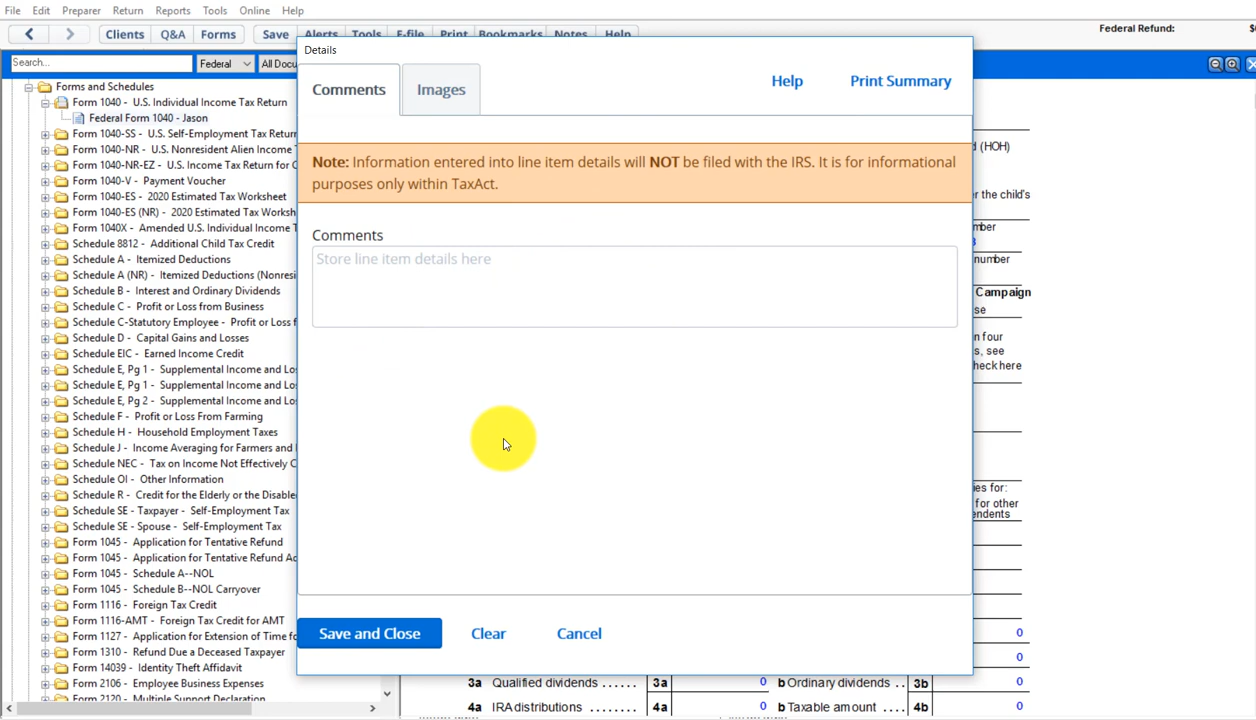 File Edit Preparer Return Reports Tools Online Help
Clients Q&A Forms Save Alerts Tools E-file Print Bookmarks Notes Help
Federal Refund:
Search... Federal All Docu
Forms and Schedules
Form 1040 - U.S. Individual Income Tax Return
Federal Form 1040 - Jason
Form 1040-SS - U.S. Self-Employment Tax Retur
Form 1040-NR - U.S. Nonresident Alien Income T
Form 1040-NR-EZ - U.S. Income Tax Return for C
Form 1040-V - Payment Voucher
Form 1040-ES - 2020 Estimated Tax Worksheet
Form 1040-ES (NR) - 2020 Estimated Tax Worksh
Form 1040X - Amended U.S. Individual Income T
Schedule 8812 - Additional Child Tax Credit
Schedule A - Itemized Deductions
Schedule A (NR) - Itemized Deductions (Nonresi
Schedule B - Interest and Ordinary Dividends
Schedule C - Profit or Loss from Business
Schedule C-Statutory Employee - Profit or Loss f
Schedule D - Capital Gains and Losses
Schedule EIC - Earned Income Credit
Schedule E, Pg 1 - Supplemental Income and Los
Schedule E, Pg 1 - Supplemental Income and Los
Schedule E, Pg 2 - Supplemental Income and Los
Schedule F - Profit or Loss From Farming
Schedule H - Household Employment Taxes
Schedule J - Income Averaging for Farmers and
Schedule NEC - Tax on Income Not Effectively C
Schedule OI - Other Information
Schedule R - Credit for the Elderly or the Disable
Schedule SE - Taxpayer - Self-Employment Tax
Schedule SE - Spouse - Self-Employment Tax
Form 1045 - Application for Tentative Refund
Form 1045 - Application for Tentative Refund Ad
Form 1045 - Schedule A--NOL
Form 1045 - Schedule B--NOL Carryover
Form 1116 - Foreign Tax Credit
Form 1116-AMT - Foreign Tax Credit for AMT
Form 1127 - Application for Extension of Time fo
Form 1310 - Refund Due a Deceased Taxpayer
Form 14039 - Identity Theft Affidavit
Form 2106 - Employee Business Expenses
Form 2120 - Multiple Support Declaration
Details
Comments Images Help Print Summary
Note: Information entered into line item details will NOT be filed with the IRS. It is for informational
purposes only within TaxAct.
Comments
Store line item details here
Save and Close Clear Cancel
(HOH)
er the child's
mber
number
Campaign
se
n four
s, see
heck here
ies for:
for other
endents
0
0
3a Qualified dividends ...... 3a 0 b Ordinary dividends .. 3b 0
4a IRA distributions ........ 4a 0 b Taxable amount .... 4b 0